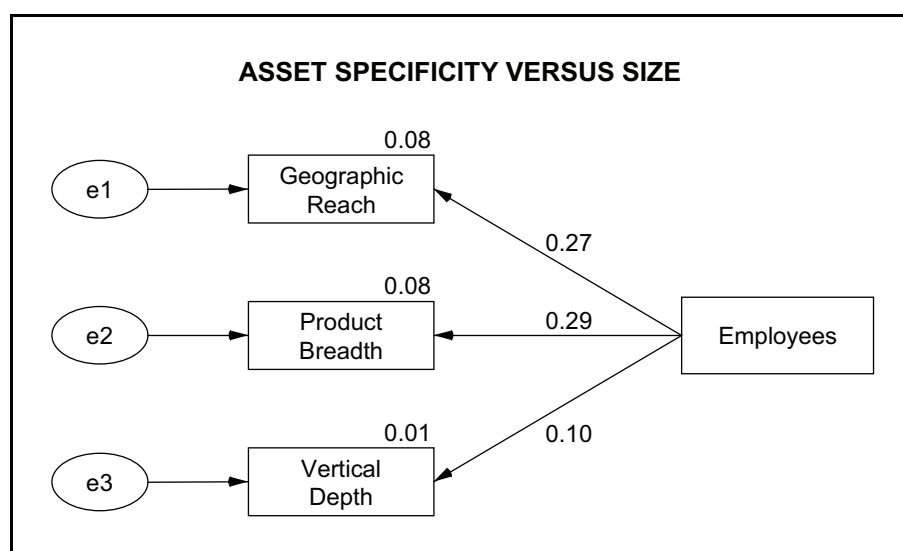 ASSET SPECIFICITY VERSUS SIZE
0.08
e1
Geographic
Reach
0.27
0.08
e2
Product
Breadth
0.29
Employees
0.01
e3
Vertical
Depth
0.10